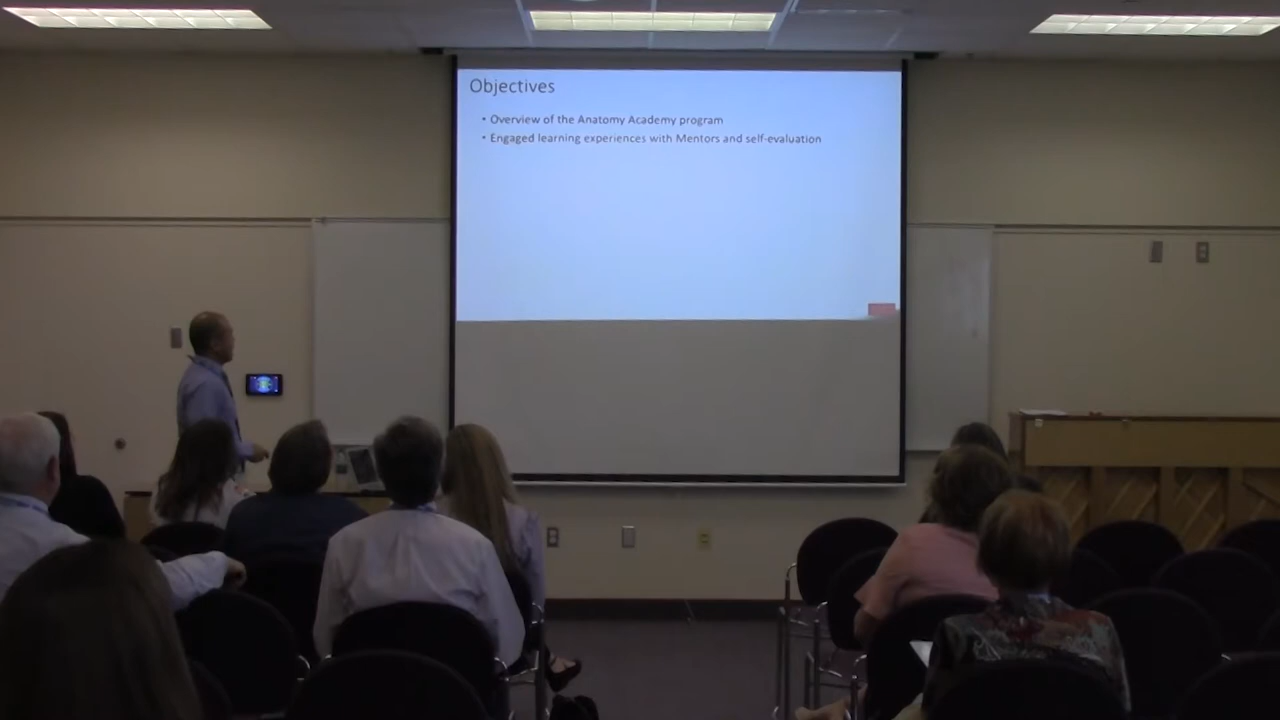 Objectives
• Overview of the Anatomy Academy program
• Engaged learning experiences with Mentors and self-evaluation